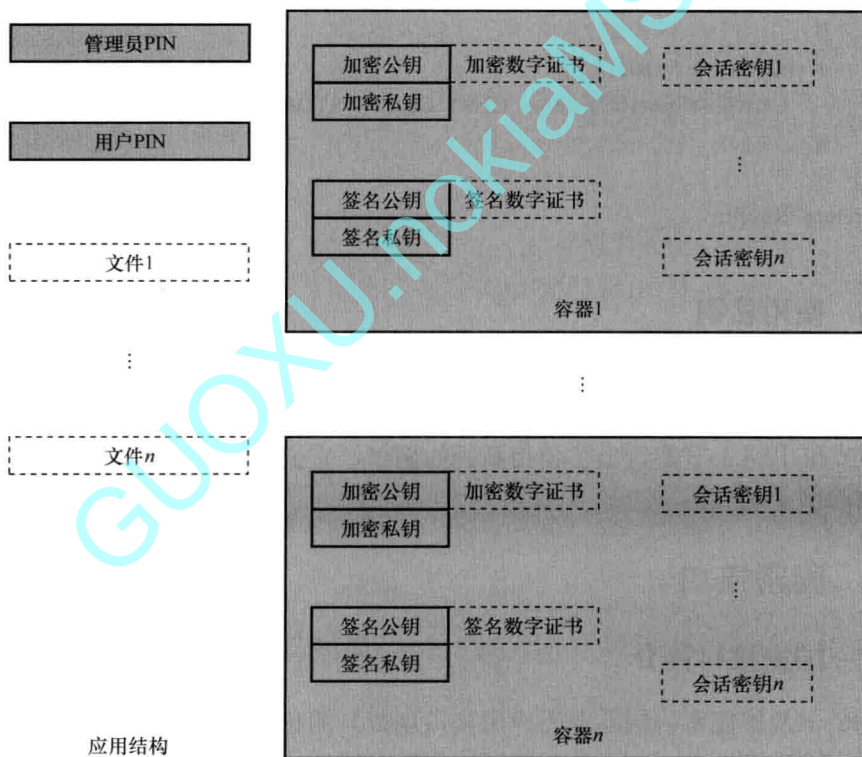 管理员PIN
用户PIN
文件1
⋮
文件n
应用结构
加密公钥 加密数字证书 会话密钥1
加密私钥
⋮
签名公钥 签名数字证书
签名私钥
会话密钥n
容器1
⋮
加密公钥 加密数字证书 会话密钥1
加密私钥
⋮
签名公钥 签名数字证书
签名私钥
会话密钥n
容器n
GUOXU.nokiaMS